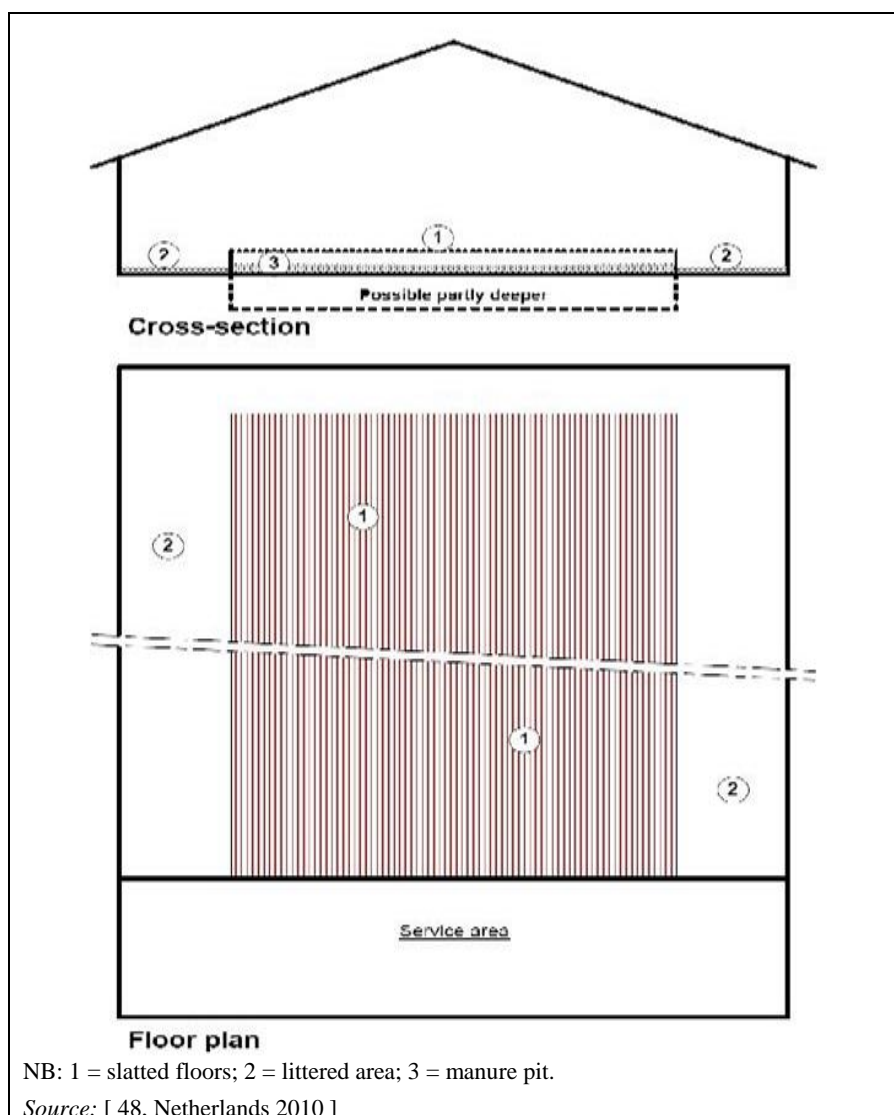 1
2
3
2
Possible partly deeper
Cross-section
1
2
1
2
Service area
Floor plan
NB: 1 = slatted floors; 2 = littered area; 3 = manure pit.
Source: [ 48, Netherlands 2010 ]